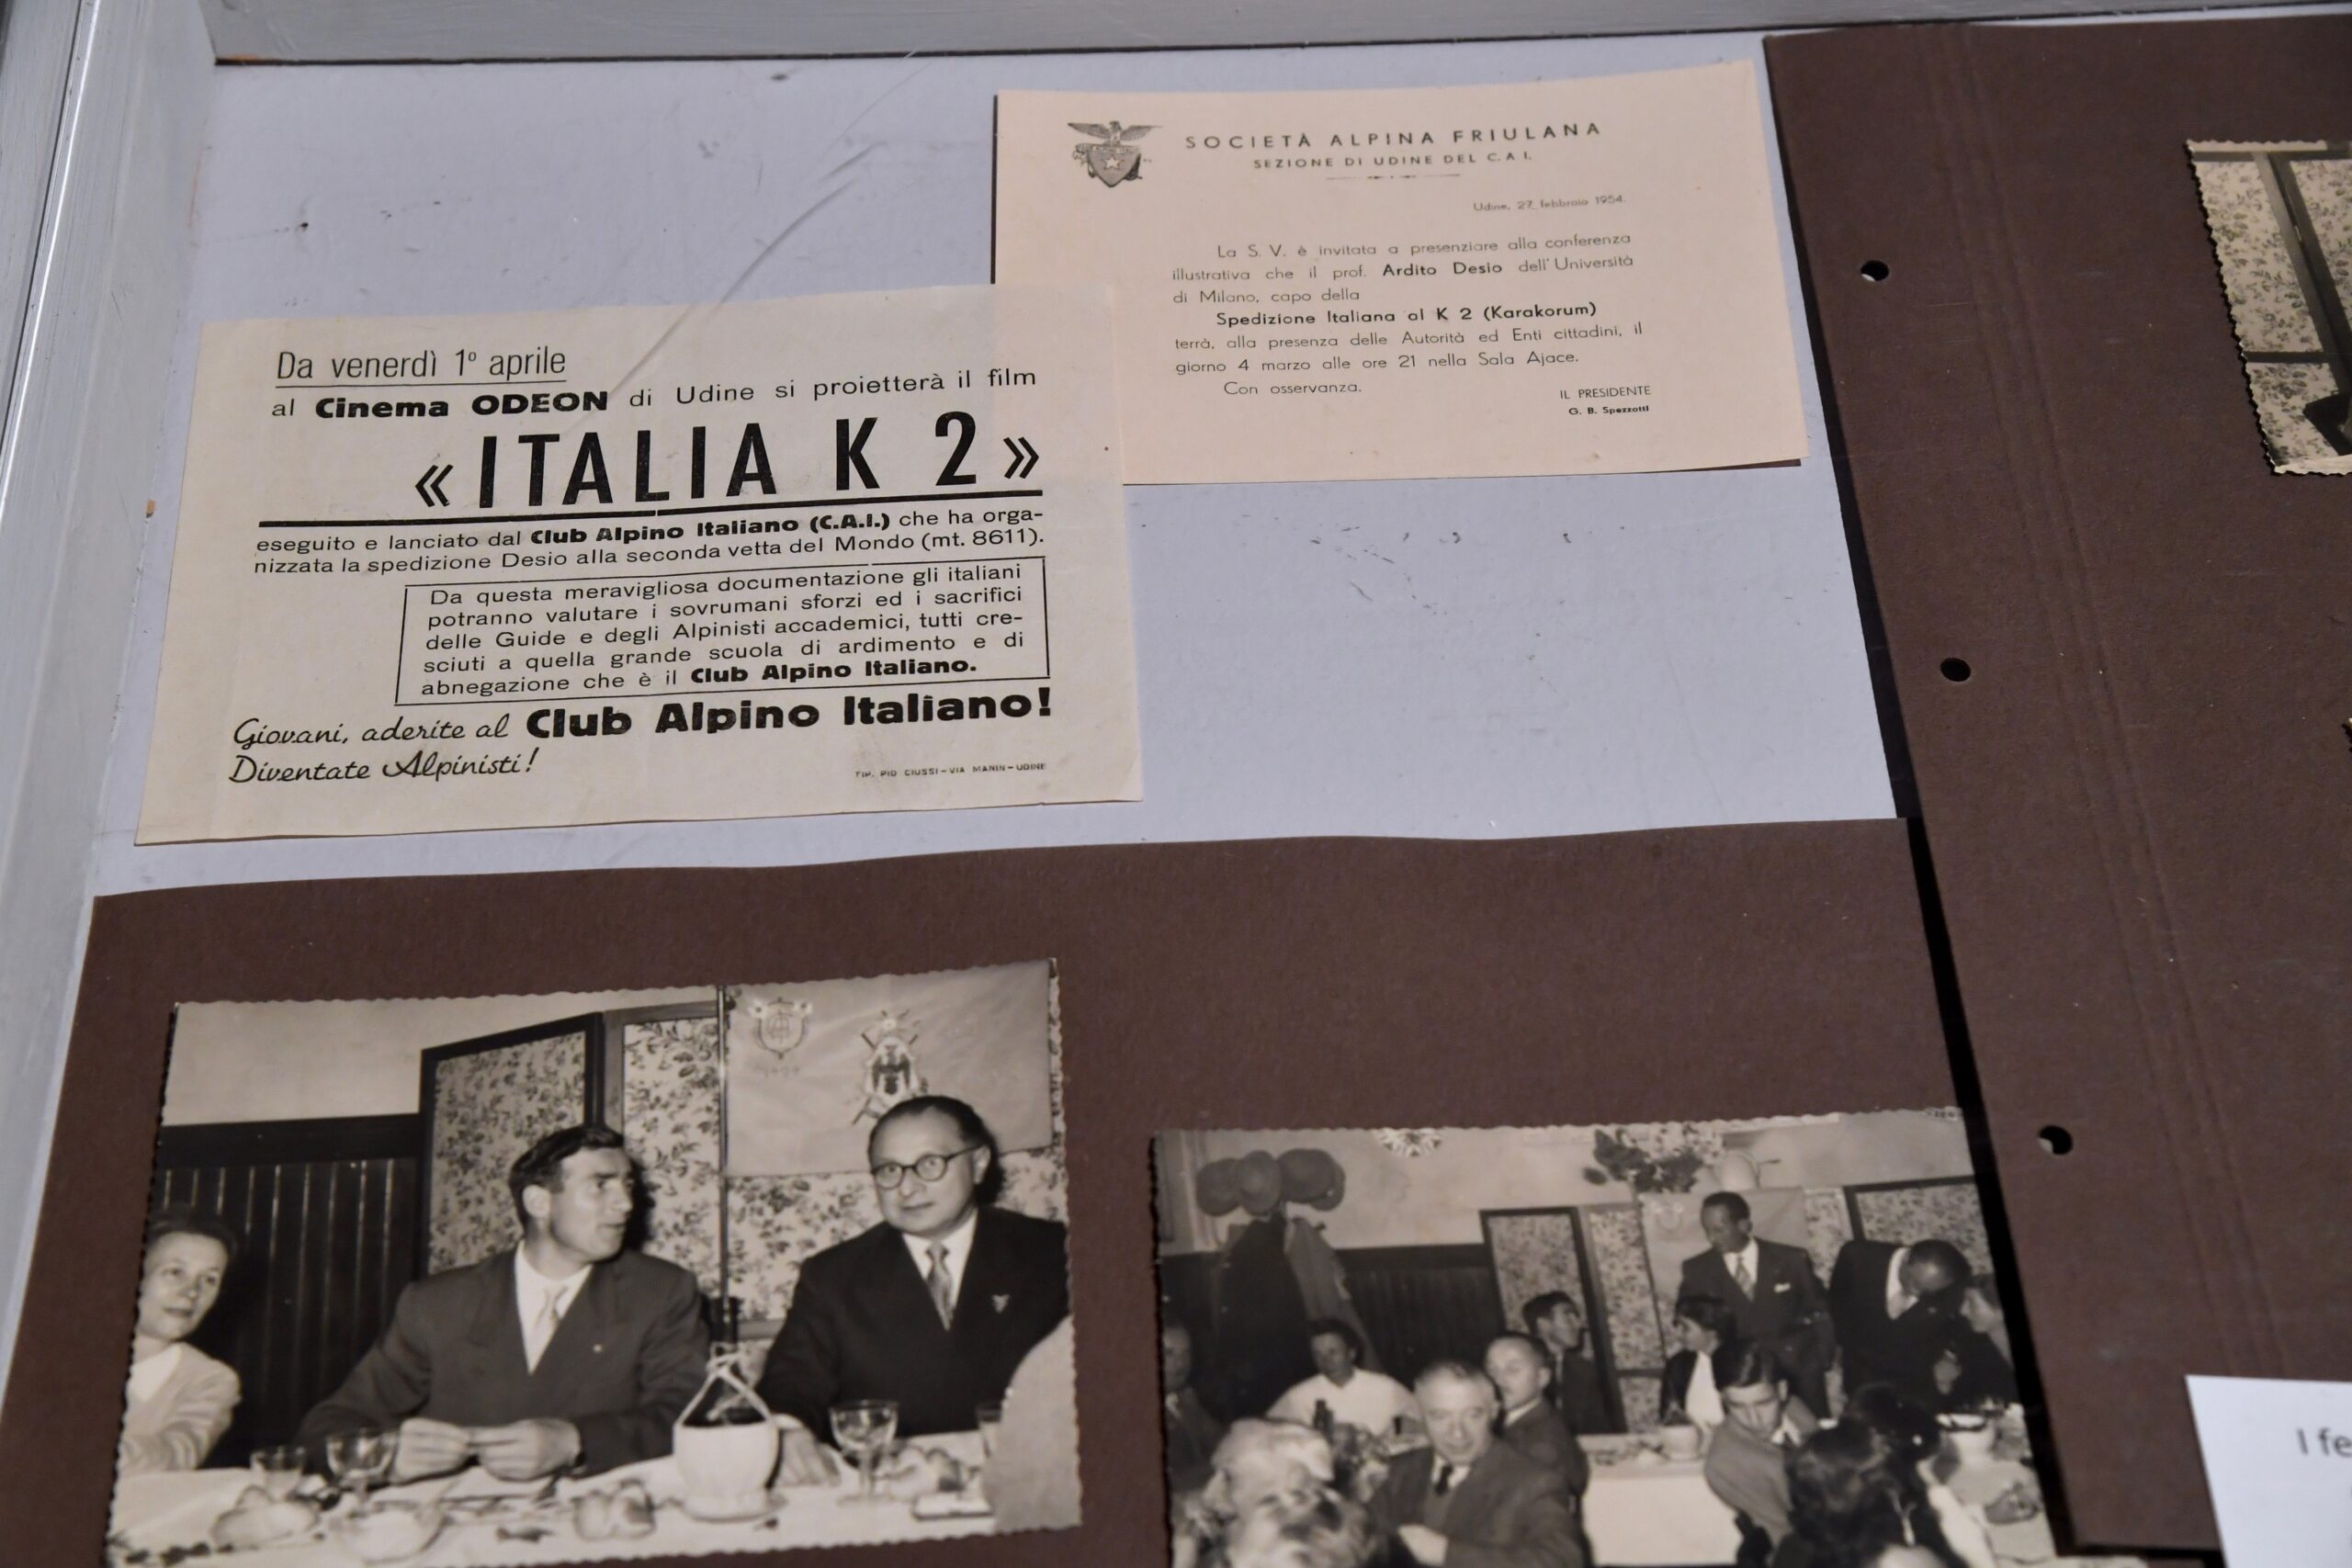 SOCIETÀ ALPINA FRIULANA
SEZIONE DI UDINE DEL C.A.I.
Udine, 27 febbraio 1954.
La S. V. è invitata a presenziare alla conferenza
illustrativa che il prof. Ardito Desio dell'Università
di Milano, capo della
Spedizione Italiana al K 2 (Karakorum)
terrà, alla presenza delle Autorità ed Enti cittadini, il
giorno 4 marzo alle ore 21 nella Sala Ajace.
Con osservanza.
IL PRESIDENTE
G. B. Spezzotti
Da venerdì 1º aprile
al Cinema ODEON di Udine si proietterà il film
«ITALIA K 2»
eseguito e lanciato dal Club Alpino Italiano (C.A.I.) che ha orga-
nizzata la spedizione Desio alla seconda vetta del Mondo (mt. 8611).
Da questa meravigliosa documentazione gli italiani
potranno valutare i sovrumani sforzi ed i sacrifici
delle Guide e degli Alpinisti accademici, tutti cre-
sciuti a quella grande scuola di ardimento e di
abnegazione che è il Club Alpino Italiano.
Giovani, aderite al Club Alpino Italiano!
Diventate Alpinisti!
TIP. PIO CIUSSI - VIA MANIN - UDINE
I fe